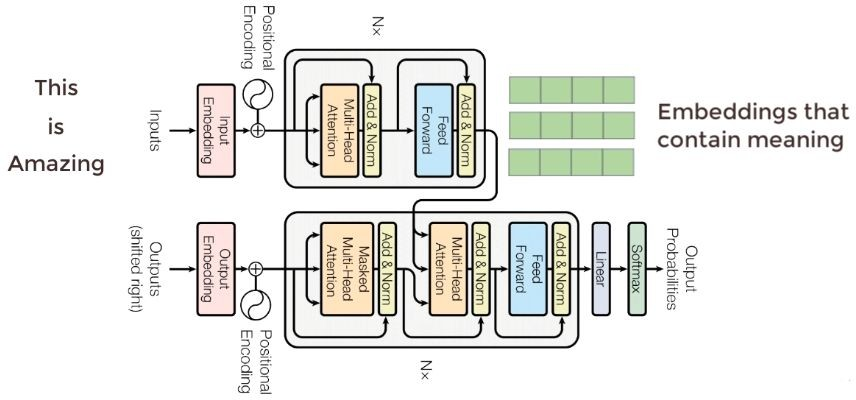 This
is
Amazing
Inputs
Input
Embedding
Positional
Encoding
Nx
Multi-Head
Attention
Add & Norm
Feed
Forward
Add & Norm
Embeddings that
contain meaning
Outputs
(shifted right)
Output
Embedding
Positional
Encoding
Masked
Multi-Head
Attention
Add & Norm
Multi-Head
Attention
Add & Norm
Feed
Forward
Add & Norm
Nx
Linear
Softmax
Output
Probabilities